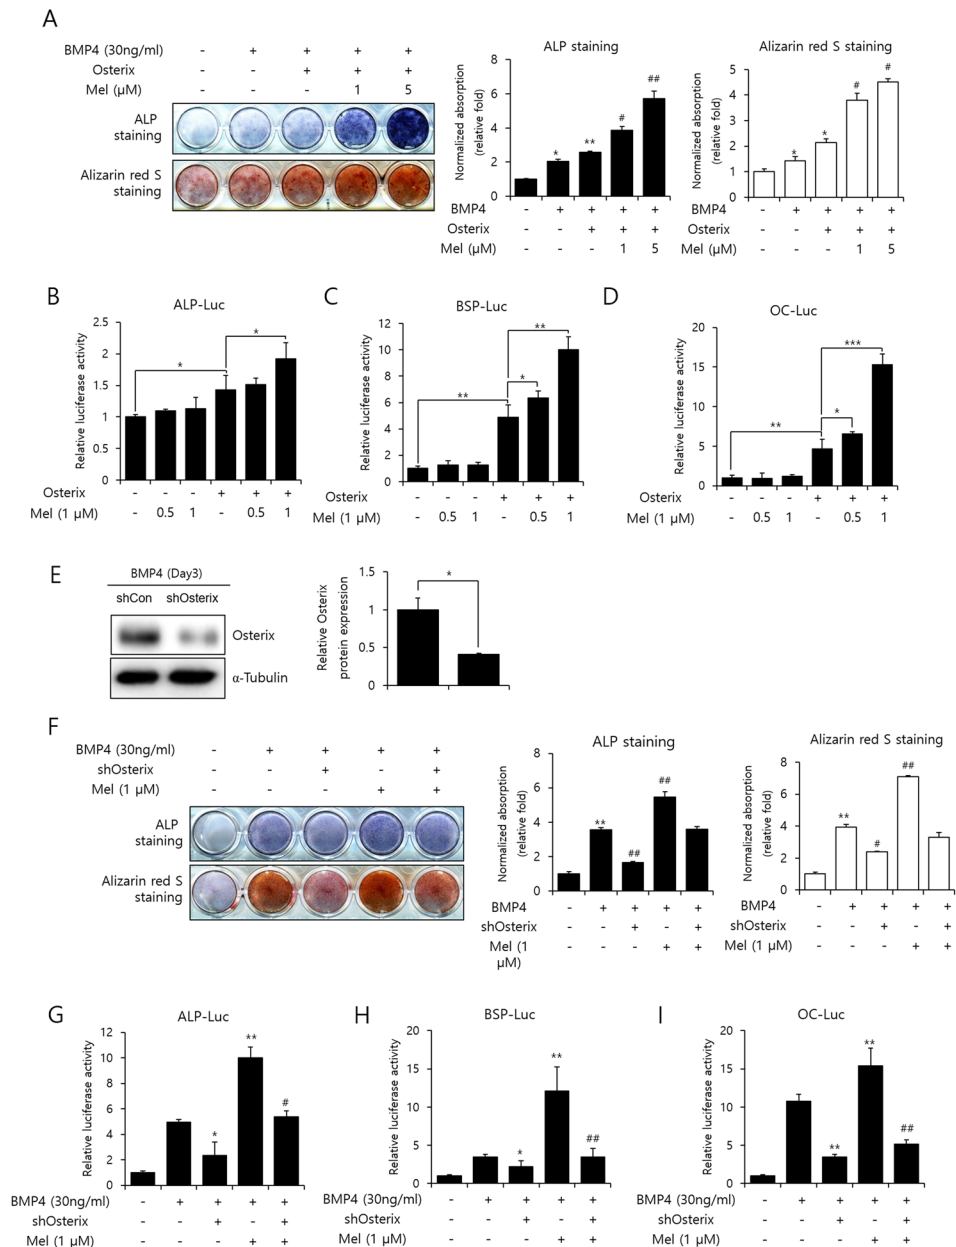 A
BMP4 (30ng/ml) - + + + +
Osterix - - + + +
Mel (μM) - - - 1 5
ALP
staining
Alizarin red S
staining
ALP staining
Normalized absorption
(relative fold)
8
6
4
2
0
* ** # ##
BMP4 - + + + +
Osterix - - + + +
Mel (μM) - - - 1 5
Alizarin red S staining
Normalized absorption
(relative fold)
5
4
3
2
1
0
* * # #
BMP4 - + + + +
Osterix - - + + +
Mel (μM) - - - 1 5
B
ALP-Luc
Relative luciferase activity
2.5
2
1.5
1
0.5
0
* *
Osterix - - - + + +
Mel (1 μM) - 0.5 1 - 0.5 1
C
BSP-Luc
Relative luciferase activity
12
10
8
6
4
2
0
** * **
Osterix - - - + + +
Mel (1 μM) - 0.5 1 - 0.5 1
D
OC-Luc
Relative luciferase activity
20
15
10
5
0
** * ***
Osterix - - - + + +
Mel (1 μM) - 0.5 1 - 0.5 1
E
BMP4 (Day3)
shCon shOsterix
Osterix
α-Tubulin
Relative Osterix
protein expression
1.5
1
0.5
0
*
F
BMP4 (30ng/ml) - + + + +
shOsterix - - + - +
Mel (1 μM) - - - + +
ALP
staining
Alizarin red S
staining
ALP staining
Normalized absorption
(relative fold)
8
6
4
2
0
** ## ##
BMP4 - + + + +
shOsterix - - + - +
Mel (1 - - - + +
μM)
Alizarin red S staining
Normalized absorption
(relative fold)
8
6
4
2
0
** # ##
BMP4 - + + + +
shOsterix - - + - +
Mel (1 μM) - - - + +
G
ALP-Luc
Relative luciferase activity
12
10
8
6
4
2
0
* ** #
BMP4 (30ng/ml) - + + + +
shOsterix - - + - +
Mel (1 μM) - - - + +
H
BSP-Luc
Relative luciferase activity
20
15
10
5
0
* ** ##
BMP4 (30ng/ml) - + + + +
shOsterix - - + - +
Mel (1 μM) - - - + +
I
OC-Luc
Relative luciferase activity
20
15
10
5
0
** ** ##
BMP4 (30ng/ml) - + + + +
shOsterix - - + - +
Mel (1 μM) - - - + +